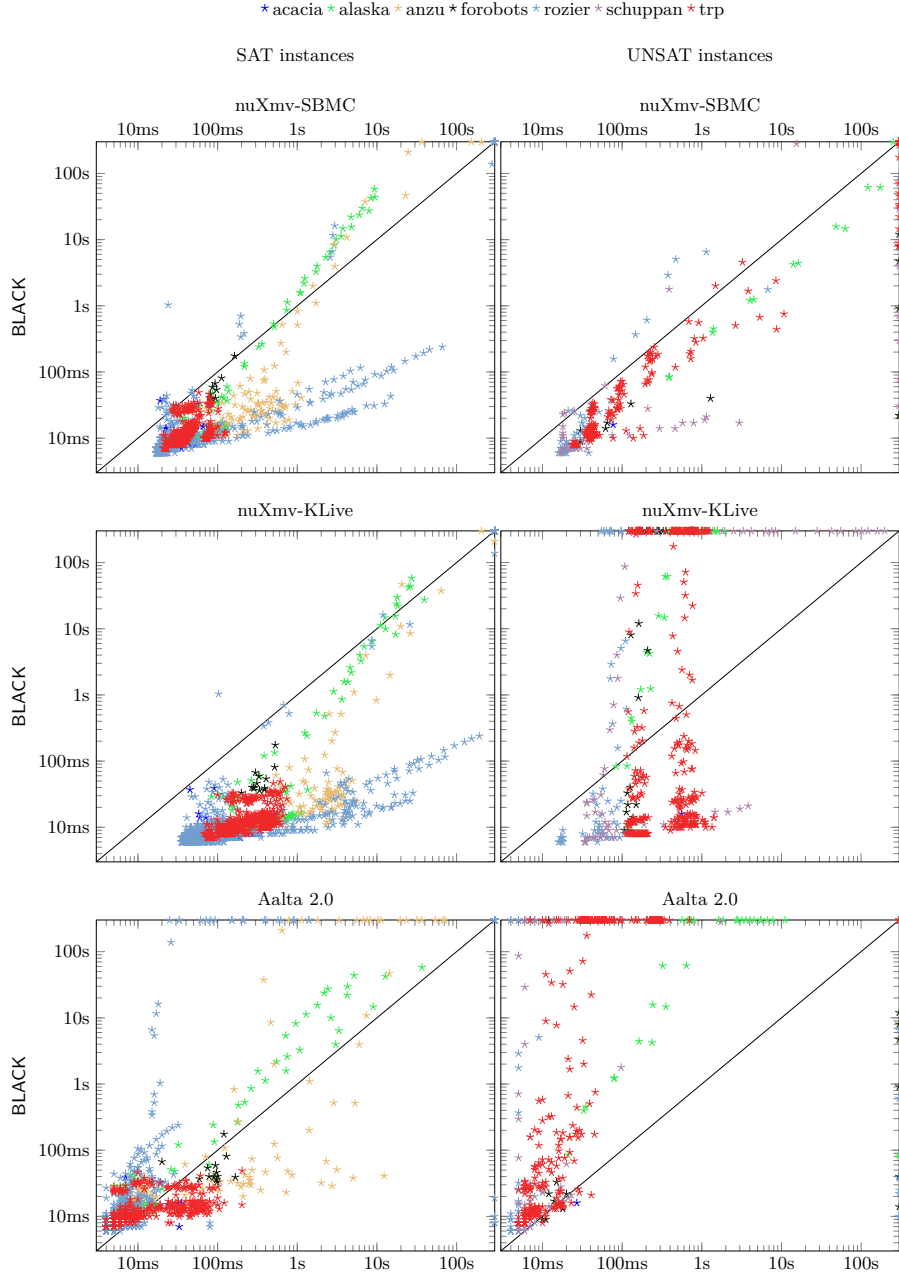 acacia alaska anzu forobots rozier schuppan trp
SAT instances UNSAT instances
nuXmv-SBMC nuXmv-SBMC
10ms 100ms 1s 10s 100s 10ms 100ms 1s 10s 100s
100s
10s
1s
100ms
10ms
BLACK
nuXmv-KLive nuXmv-KLive
100s
10s
1s
100ms
10ms
BLACK
Aalta 2.0 Aalta 2.0
100s
10s
1s
100ms
10ms
BLACK
10ms 100ms 1s 10s 100s 10ms 100ms 1s 10s 100s